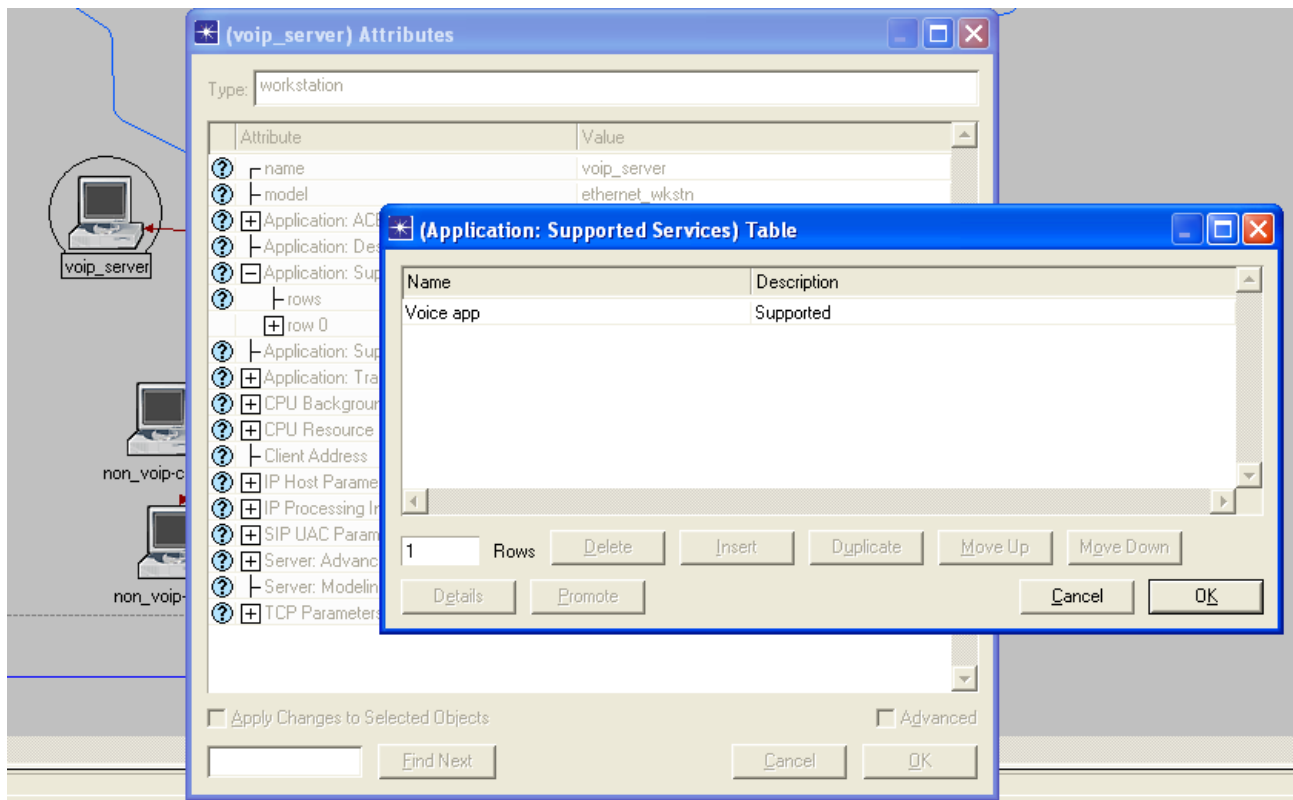 (voip_server) Attributes
Type: workstation
Attribute Value
name voip_server
model ethernet_wkstn
Application: ACE
Application: Des
Application: Sup
rows
row 0
Application: Sup
Application: Tra
CPU Backgroun
CPU Resource
Client Address
IP Host Parame
IP Processing In
SIP UAC Param
Server: Advanc
Server: Modelin
TCP Parameters
(Application: Supported Services) Table
Name Description
Voice app Supported
1 Rows Delete Insert Duplicate Move Up Move Down
Details Promote Cancel OK
Apply Changes to Selected Objects Advanced
Find Next Cancel OK
voip_server
non_voip-c
non_voip-